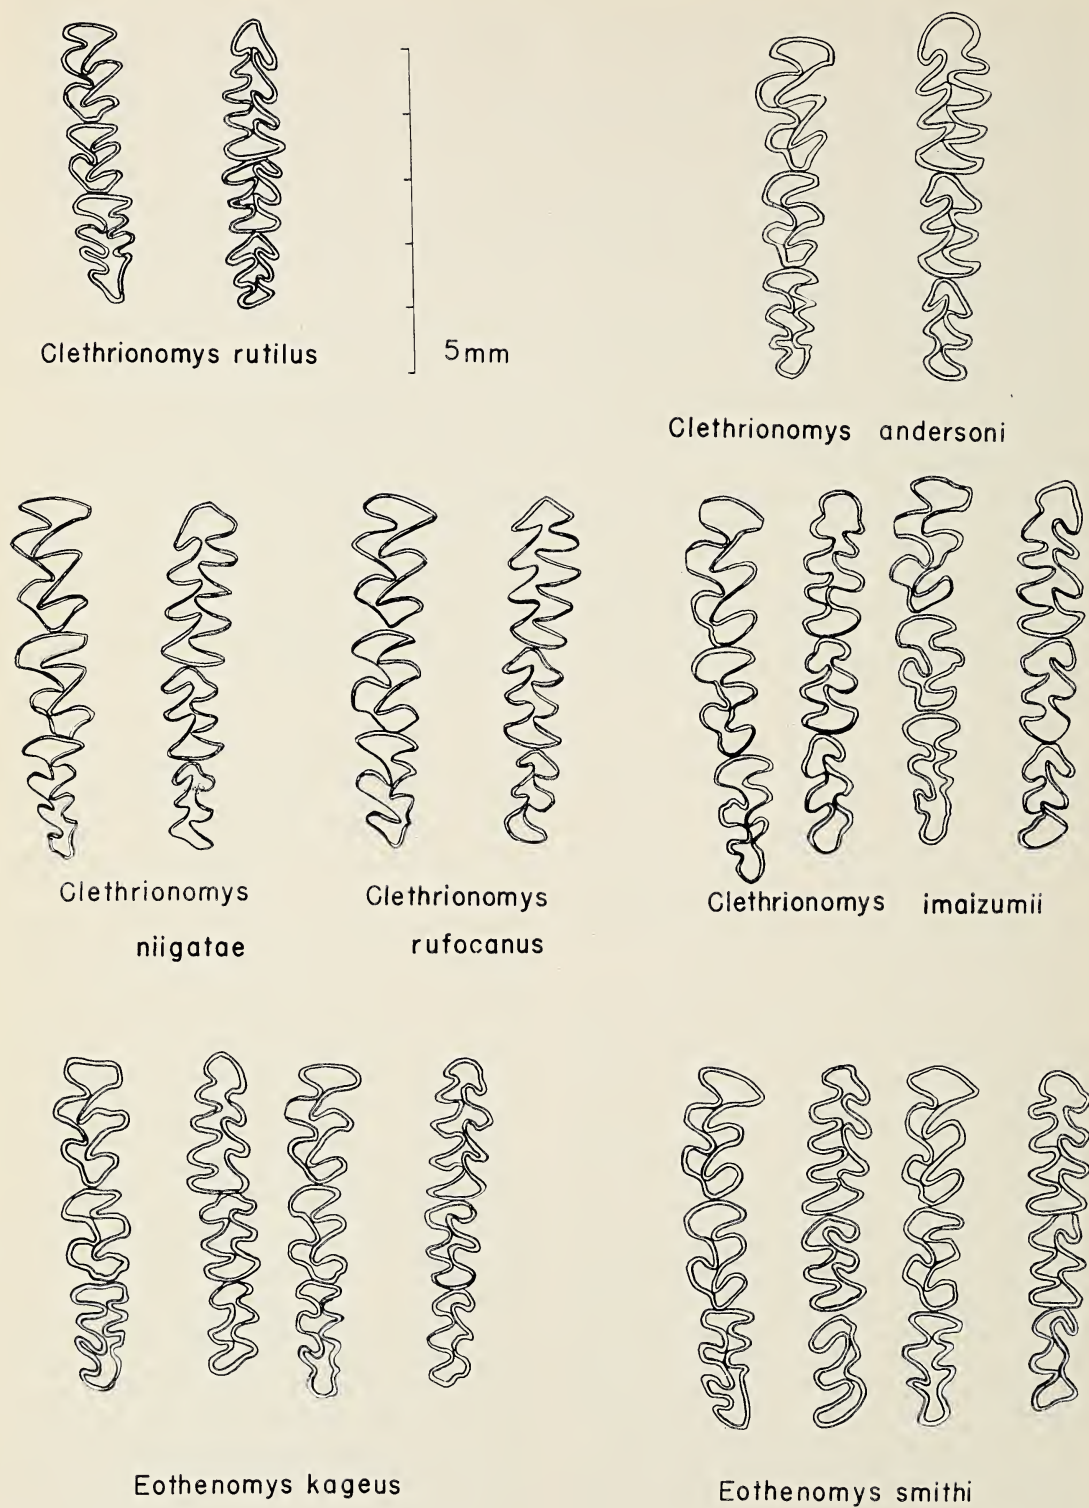 Clethrionomys rutilus
5mm
Clethrionomys andersoni
Clethrionomys
niigatae
Clethrionomys
rufocanus
Clethrionomys imaizumii
Eothenomys kageus
Eothenomys smithi